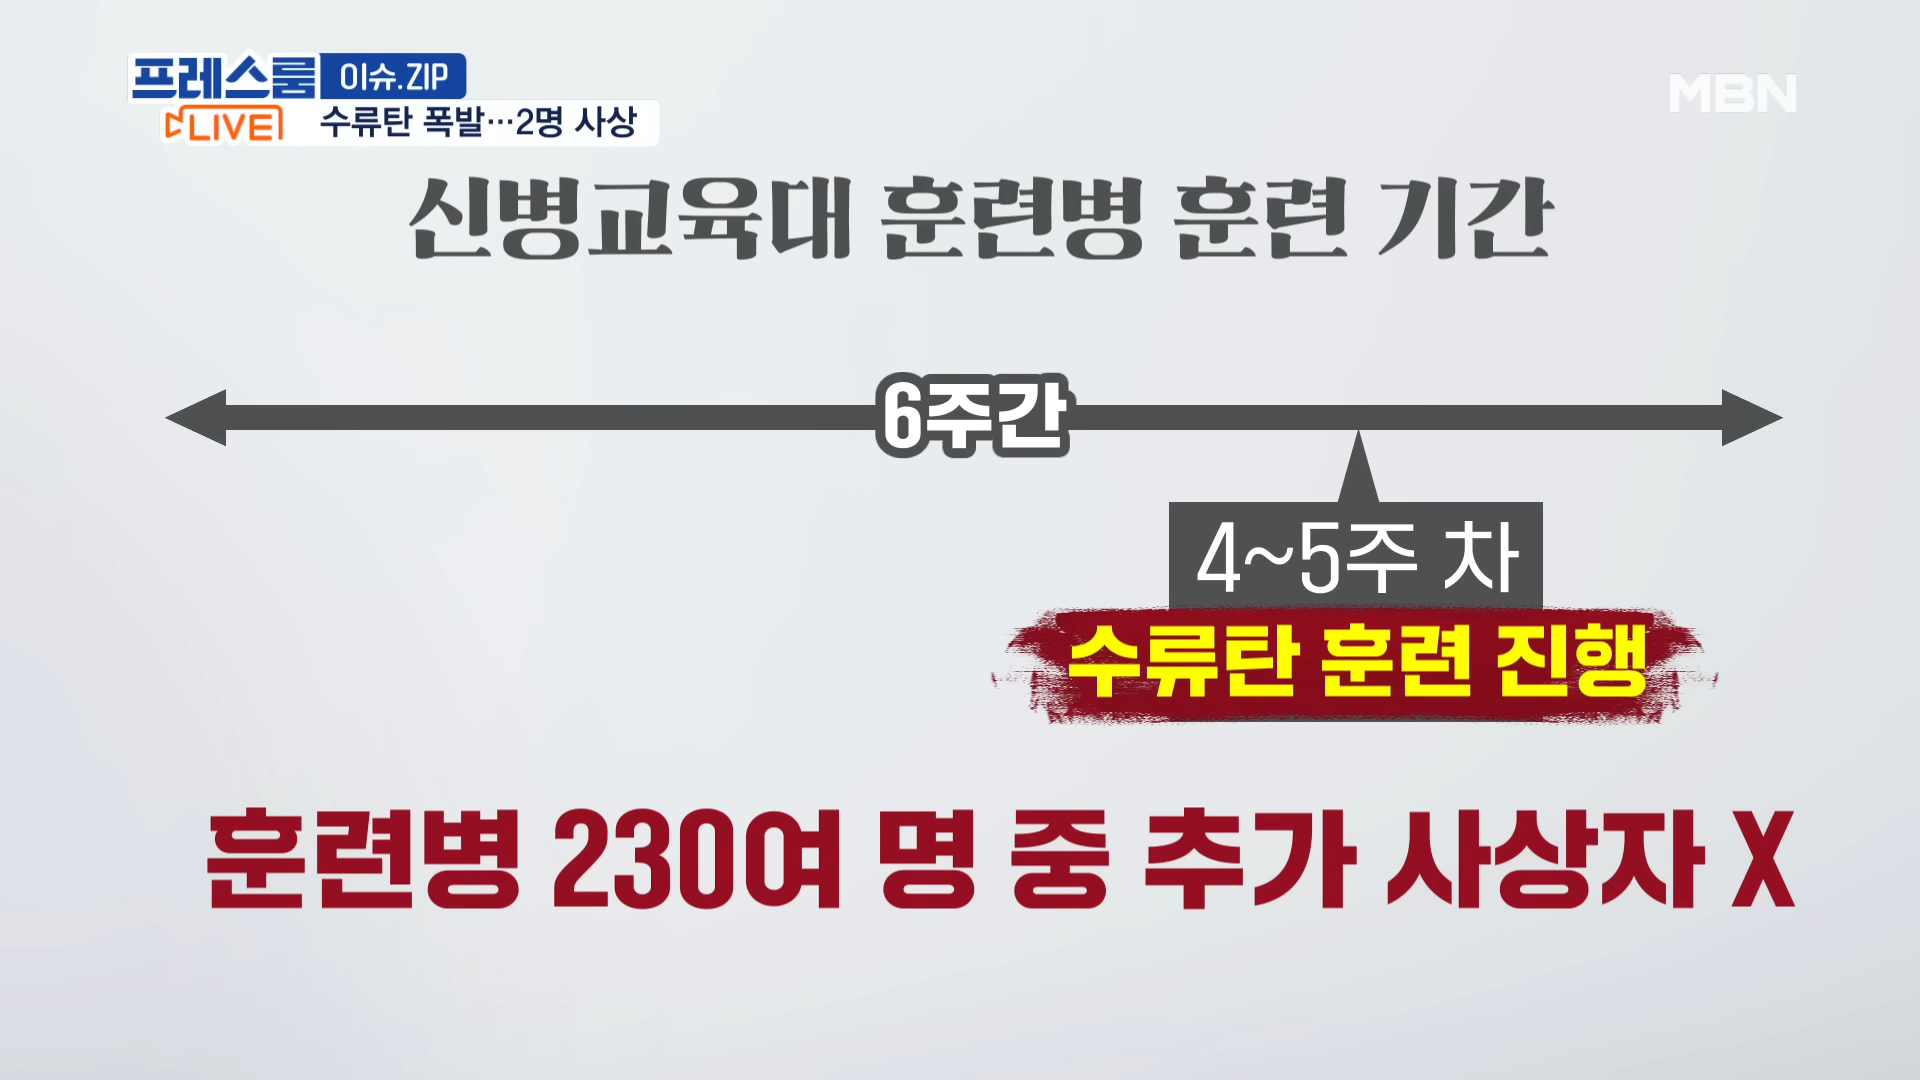 프레스룸 이슈.ZIP
LIVE 수류탄 폭발…2명 사상
MBN
신병교육대 훈련병 훈련 기간
6주간
4~5주 차
수류탄 훈련 진행
훈련병 230여 명 중 추가 사상자 X